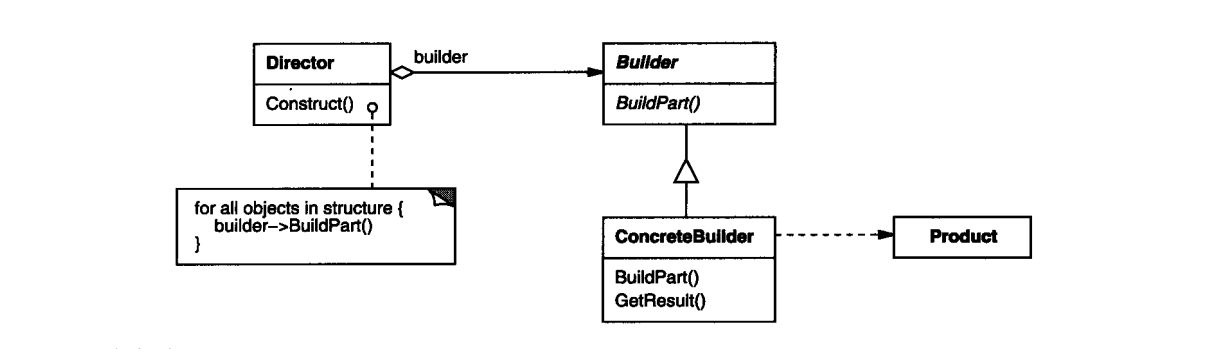 Director
Construct()
builder
Builder
BuildPart()
for all objects in structure {
builder–>BuildPart()
}
ConcreteBuilder
BuildPart()
GetResult()
Product